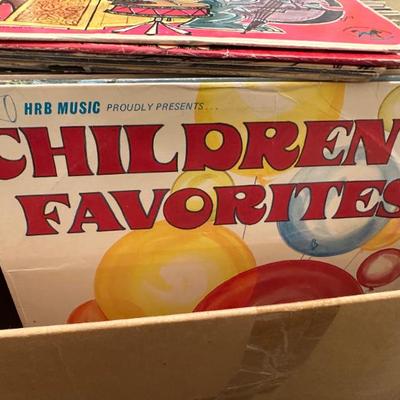 HRB MUSIC PROUDLY PRESENTS...
CHILDREN'
FAVORITES